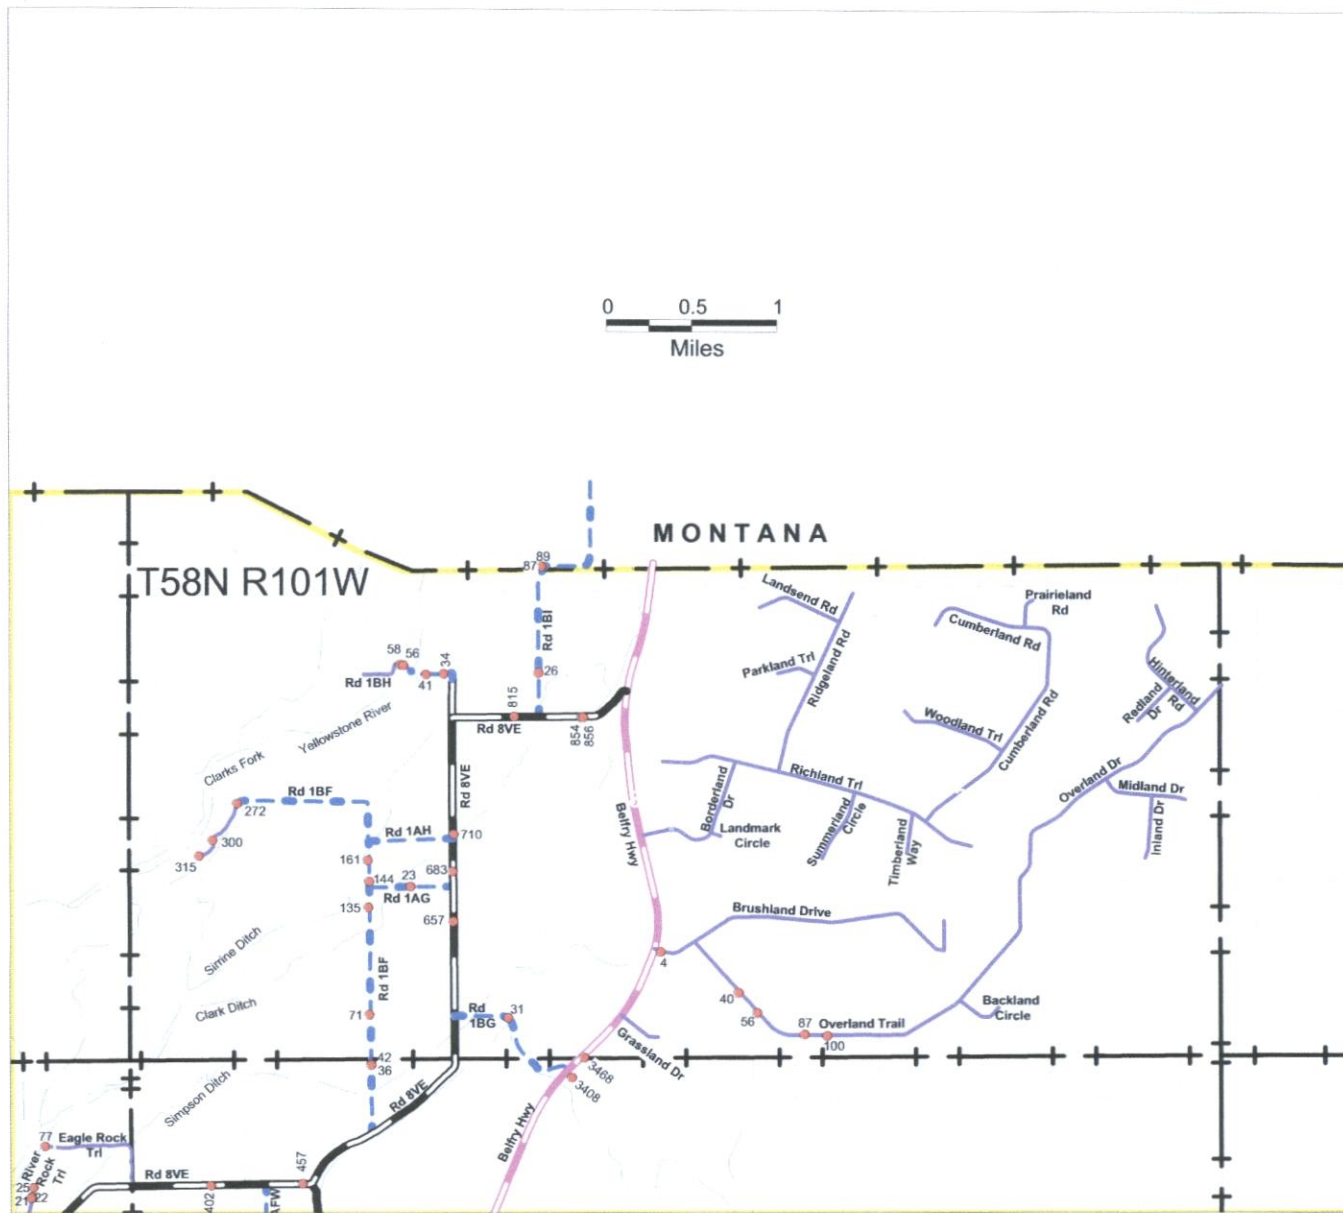 0 0.5 1
Miles
MONTANA
T58N R101W
89
87
Landsend Rd
Prairieland
Rd
Cumberland Rd
Rd 1BI
Ridgeland Rd
Parkland Trl
Hinterland
Rd
Redland
Dr
58 56 34
41
Rd 1BH
26
815
Rd 8VE
854
856
Yellowstone River
Clarks Fork
Woodland Trl
Cumberland Rd
Richland Trl
Overland Dr
Midland Dr
Inland Dr
Borderland
Dr
Landmark
Circle
Summerland
Circle
Timberland
Way
Belfry Hwy
Rd 8VE
Rd 1BF
272
300
315
Rd 1AH
710
161
683
144 23
Rd 1AG
135
657
Brushland Drive
4
Sirrine Ditch
Rd 1BF
Clark Ditch
71
Rd
1BG
31
40
56
87
Overland Trail
100
Backland
Circle
Grassland Dr
42
36
3468
3408
Simpson Ditch
Rd 8VE
Belfry Hwy
77
Eagle Rock
Trl
River
Rock
Trl
Rd 8VE
457
25
21 22
402
AFW